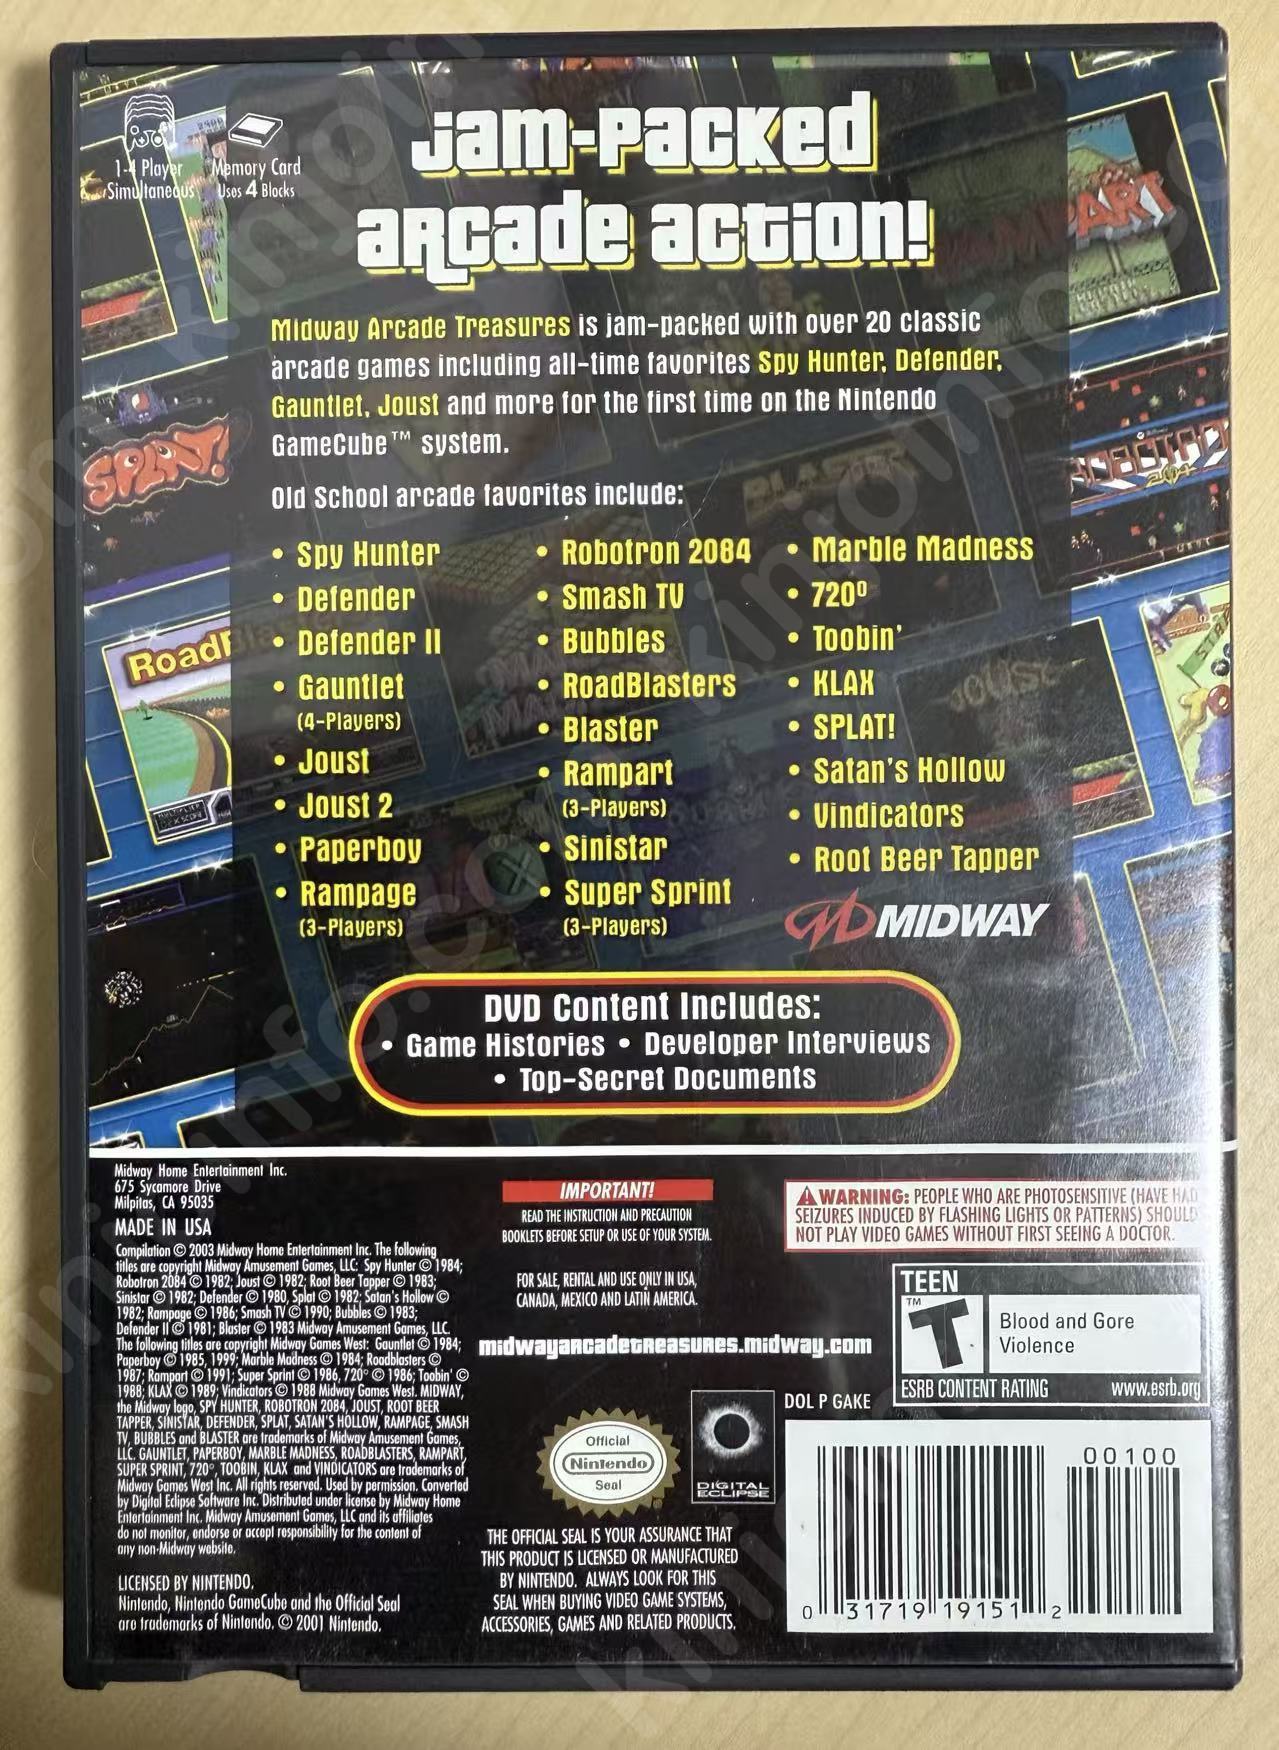 1-4 Player
Simultaneous
Memory Card
Uses 4 Blocks
Jam-Packed
arcade action!
Midway Arcade Treasures is jam-packed with over 20 classic
arcade games including all-time favorites Spy Hunter, Defender,
Gauntlet, Joust and more for the first time on the Nintendo
GameCube™ system.
Old School arcade favorites include:
• Spy Hunter
• Defender
• Defender II
• Gauntlet
(4-Players)
• Joust
• Joust 2
• Paperboy
• Rampage
(3-Players)
• Robotron 2084
• Smash TV
• Bubbles
• RoadBlasters
• Blaster
• Rampart
(3-Players)
• Sinistar
• Super Sprint
(3-Players)
• Marble Madness
• 720º
• Toobin'
• KLAX
• SPLAT!
• Satan's Hollow
• Vindicators
• Root Beer Tapper
MIDWAY
SPLAT!
BLASTER
JOUST
DVD Content Includes:
• Game Histories • Developer Interviews
• Top-Secret Documents
Midway Home Entertainment Inc.
675 Sycamore Drive
Milpitas, CA 95035
MADE IN USA
Compilation © 2003 Midway Home Entertainment Inc. The following
titles are copyright Midway Amusement Games, LLC: Spy Hunter © 1984;
Robotron 2084 © 1982; Joust © 1982; Root Beer Tapper © 1983;
Sinistar © 1982; Defender © 1980, Splat © 1982; Satan's Hollow ©
1982; Rampage © 1986; Smash TV © 1990; Bubbles © 1983;
Defender II © 1981; Blaster © 1983 Midway Amusement Games, LLC.
The following titles are copyright Midway Games West: Gauntlet © 1984;
Paperboy © 1985, 1999; Marble Madness © 1984; Roadblasters ©
1987; Rampart © 1991; Super Sprint © 1986, 720° © 1986; Toobin' ©
1988; KLAX © 1989; Vindicators © 1988 Midway Games West. MIDWAY,
the Midway logo, SPY HUNTER, ROBOTRON 2084, JOUST, ROOT BEER
TAPPER, SINISTAR, DEFENDER, SPLAT, SATAN'S HOLLOW, RAMPAGE, SMASH
TV, BUBBLES and BLASTER are trademarks of Midway Amusement Games,
LLC. GAUNTLET, PAPERBOY, MARBLE MADNESS, ROADBLASTERS, RAMPART,
SUPER SPRINT, 720°, TOOBIN, KLAX and VINDICATORS are trademarks of
Midway Games West Inc. All rights reserved. Used by permission. Converted
by Digital Eclipse Software Inc. Distributed under license by Midway Home
Entertainment Inc. Midway Amusement Games, LLC and its affiliates
do not monitor, endorse or accept responsibility for the content of
any non-Midway website.
LICENSED BY NINTENDO.
Nintendo, Nintendo GameCube and the Official Seal
are trademarks of Nintendo. © 2001 Nintendo.
IMPORTANT!
READ THE INSTRUCTION AND PRECAUTION
BOOKLETS BEFORE SETUP OR USE OF YOUR SYSTEM.
FOR SALE, RENTAL AND USE ONLY IN USA,
CANADA, MEXICO AND LATIN AMERICA.
midwayarcadetreasures.midway.com
Official
Nintendo
Seal
DIGITAL
ECLIPSE
THE OFFICIAL SEAL IS YOUR ASSURANCE THAT
THIS PRODUCT IS LICENSED OR MANUFACTURED
BY NINTENDO. ALWAYS LOOK FOR THIS
SEAL WHEN BUYING VIDEO GAME SYSTEMS,
ACCESSORIES, GAMES AND RELATED PRODUCTS.
WARNING: PEOPLE WHO ARE PHOTOSENSITIVE (HAVE HAD
SEIZURES INDUCED BY FLASHING LIGHTS OR PATTERNS) SHOULD
NOT PLAY VIDEO GAMES WITHOUT FIRST SEEING A DOCTOR.
TEEN
T™
Blood and Gore
Violence
ESRB CONTENT RATING www.esrb.org
DOL P GAKE
00100
0 31719 19151 2